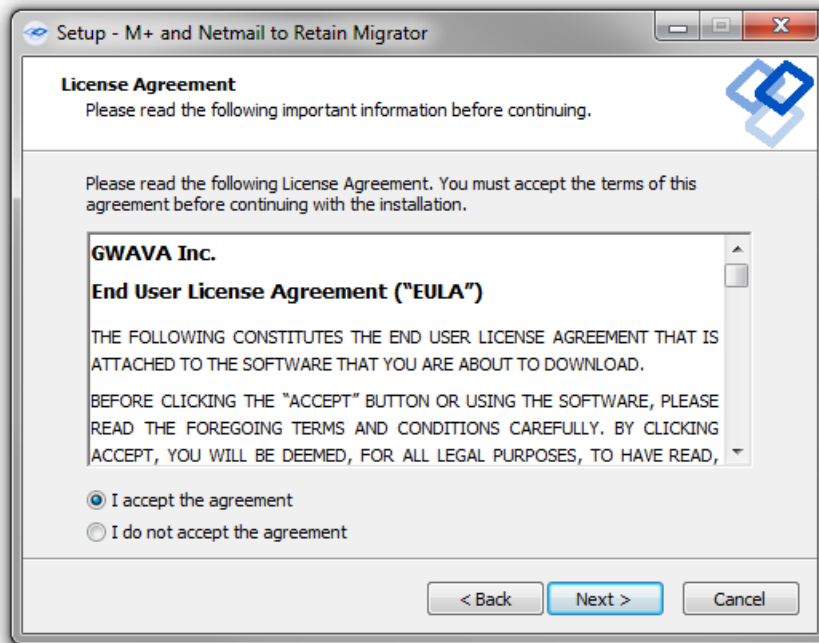 Setup - M+ and Netmail to Retain Migrator
License Agreement
Please read the following important information before continuing.
Please read the following License Agreement. You must accept the terms of this
agreement before continuing with the installation.
GWAVA Inc.
End User License Agreement (“EULA”)
THE FOLLOWING CONSTITUTES THE END USER LICENSE AGREEMENT THAT IS
ATTACHED TO THE SOFTWARE THAT YOU ARE ABOUT TO DOWNLOAD.
BEFORE CLICKING THE “ACCEPT” BUTTON OR USING THE SOFTWARE, PLEASE
READ THE FOREGOING TERMS AND CONDITIONS CAREFULLY. BY CLICKING
ACCEPT, YOU WILL BE DEEMED, FOR ALL LEGAL PURPOSES, TO HAVE READ,
I accept the agreement
I do not accept the agreement
< Back Next > Cancel